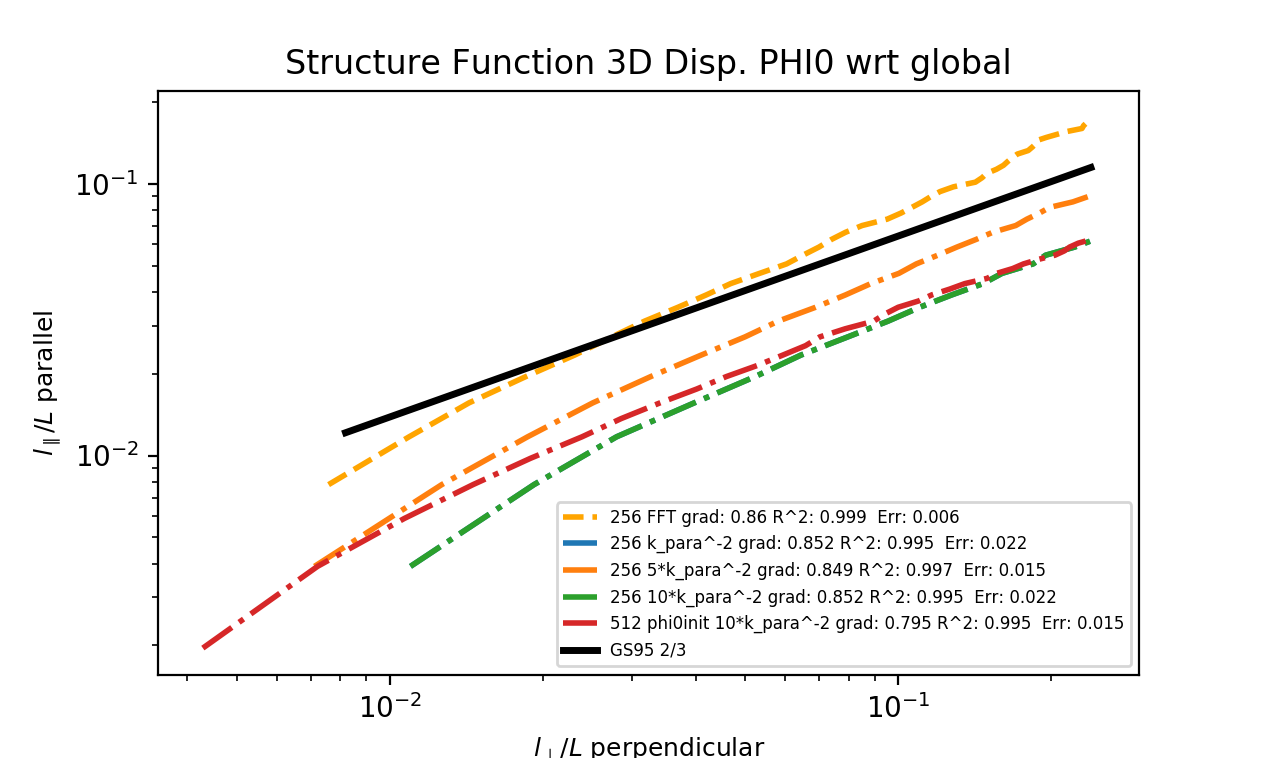 Structure Function 3D Disp. PHI0 wrt global
l∥/L parallel
10⁻¹
10⁻²
256 FFT grad: 0.86 R^2: 0.999  Err: 0.006
256 k_para^-2 grad: 0.852 R^2: 0.995  Err: 0.022
256 5*k_para^-2 grad: 0.849 R^2: 0.997  Err: 0.015
256 10*k_para^-2 grad: 0.852 R^2: 0.995  Err: 0.022
512 phi0init 10*k_para^-2 grad: 0.795 R^2: 0.995  Err: 0.015
GS95 2/3
10⁻² 10⁻¹
l⊥/L perpendicular